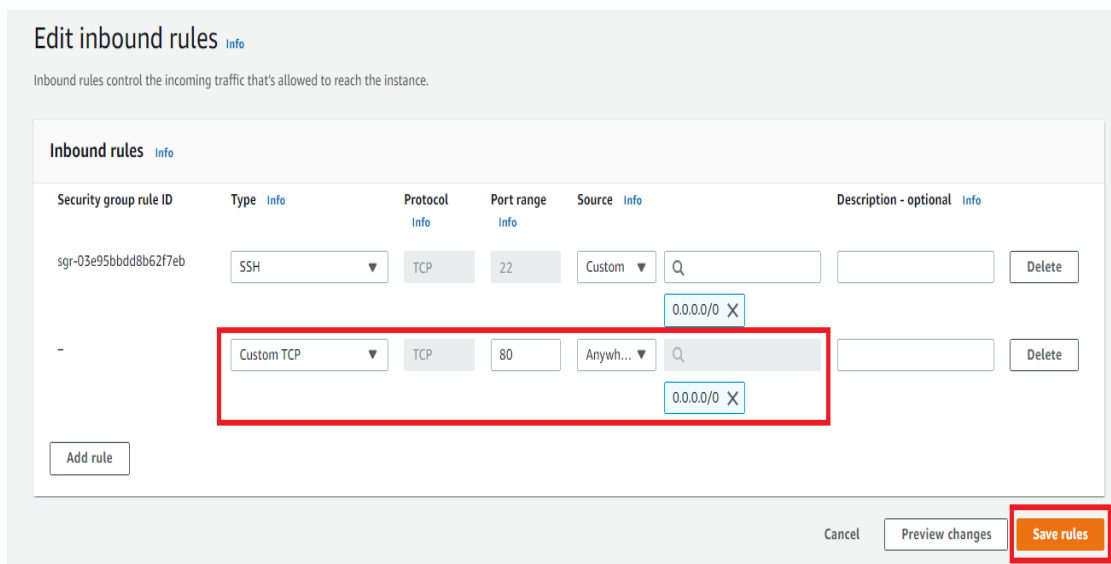 Edit inbound rules Info
Inbound rules control the incoming traffic that's allowed to reach the instance.
Inbound rules Info
Security group rule ID Type Info Protocol Info Port range Info Source Info Description - optional Info
sgr-03e95bbdd8b62f7eb SSH TCP 22 Custom Delete
0.0.0.0/0
– Custom TCP TCP 80 Anywh... Delete
0.0.0.0/0
Add rule
Cancel Preview changes Save rules